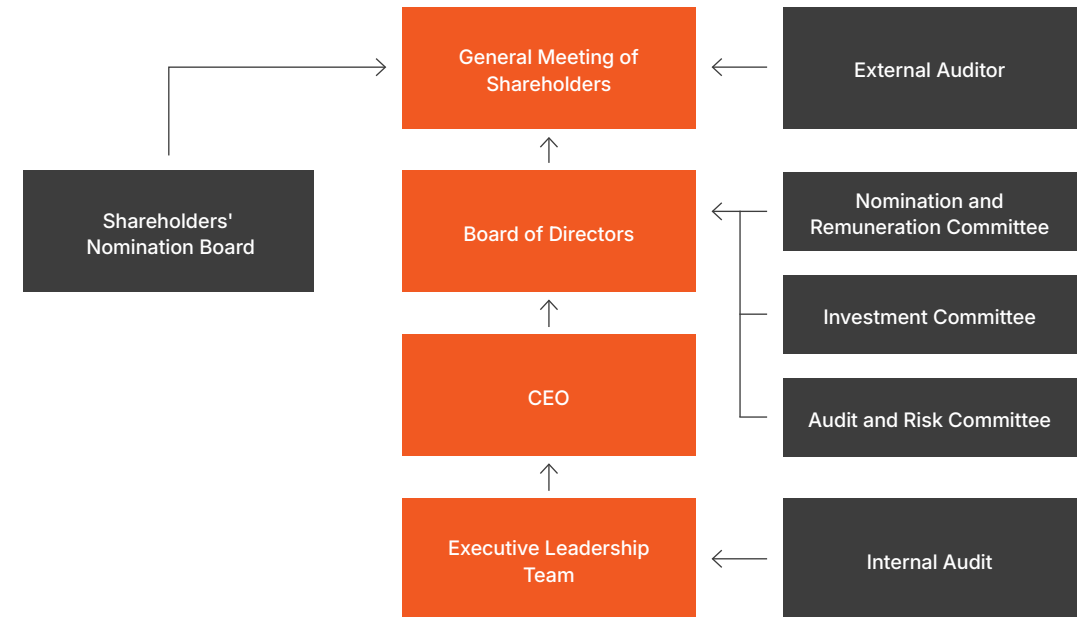 General Meeting of
Shareholders
External Auditor
Shareholders'
Nomination Board
Board of Directors
Nomination and
Remuneration Committee
Investment Committee
CEO
Audit and Risk Committee
Executive Leadership
Team
Internal Audit